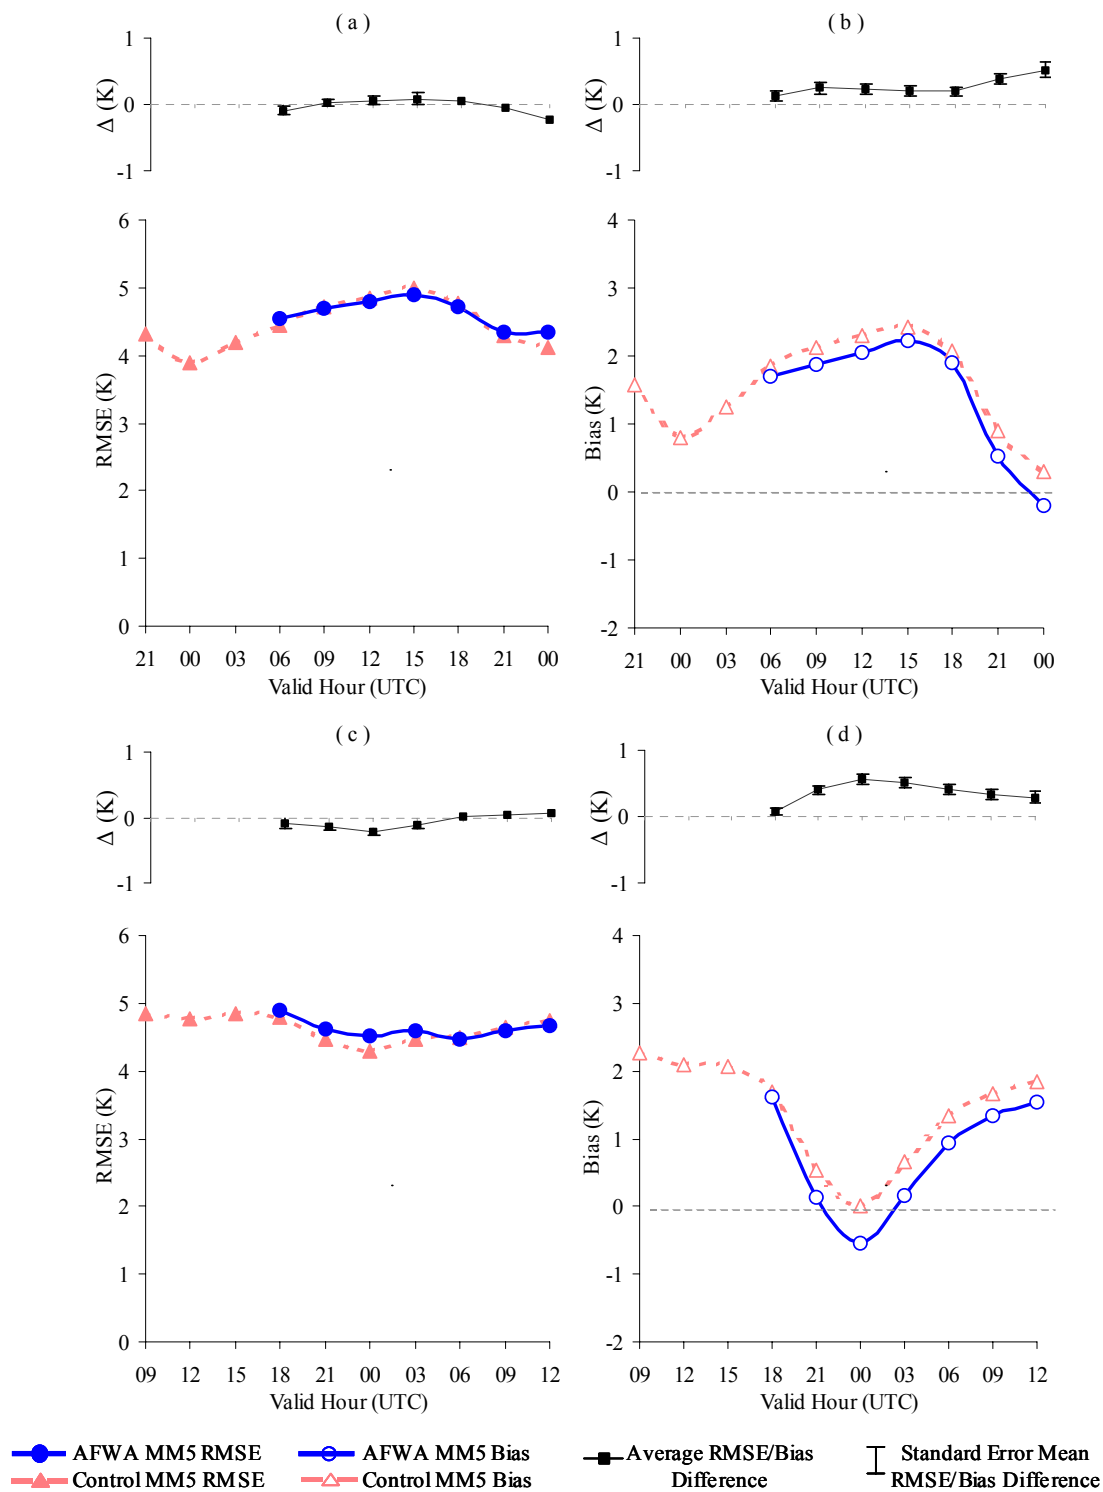 ( a )
1
0
-1
Δ (K)
6
5
4
3
2
1
0
RMSE (K)
21 00 03 06 09 12 15 18 21 00
Valid Hour (UTC)
( b )
1
0
-1
Δ (K)
4
3
2
1
0
-1
-2
Bias (K)
21 00 03 06 09 12 15 18 21 00
Valid Hour (UTC)
( c )
1
0
-1
Δ (K)
6
5
4
3
2
1
0
RMSE (K)
09 12 15 18 21 00 03 06 09 12
Valid Hour (UTC)
( d )
1
0
-1
Δ (K)
4
3
2
1
0
-1
-2
Bias (K)
09 12 15 18 21 00 03 06 09 12
Valid Hour (UTC)
AFWA MM5 RMSE
Control MM5 RMSE
AFWA MM5 Bias
Control MM5 Bias
Average RMSE/Bias
Difference
Standard Error Mean
RMSE/Bias Difference